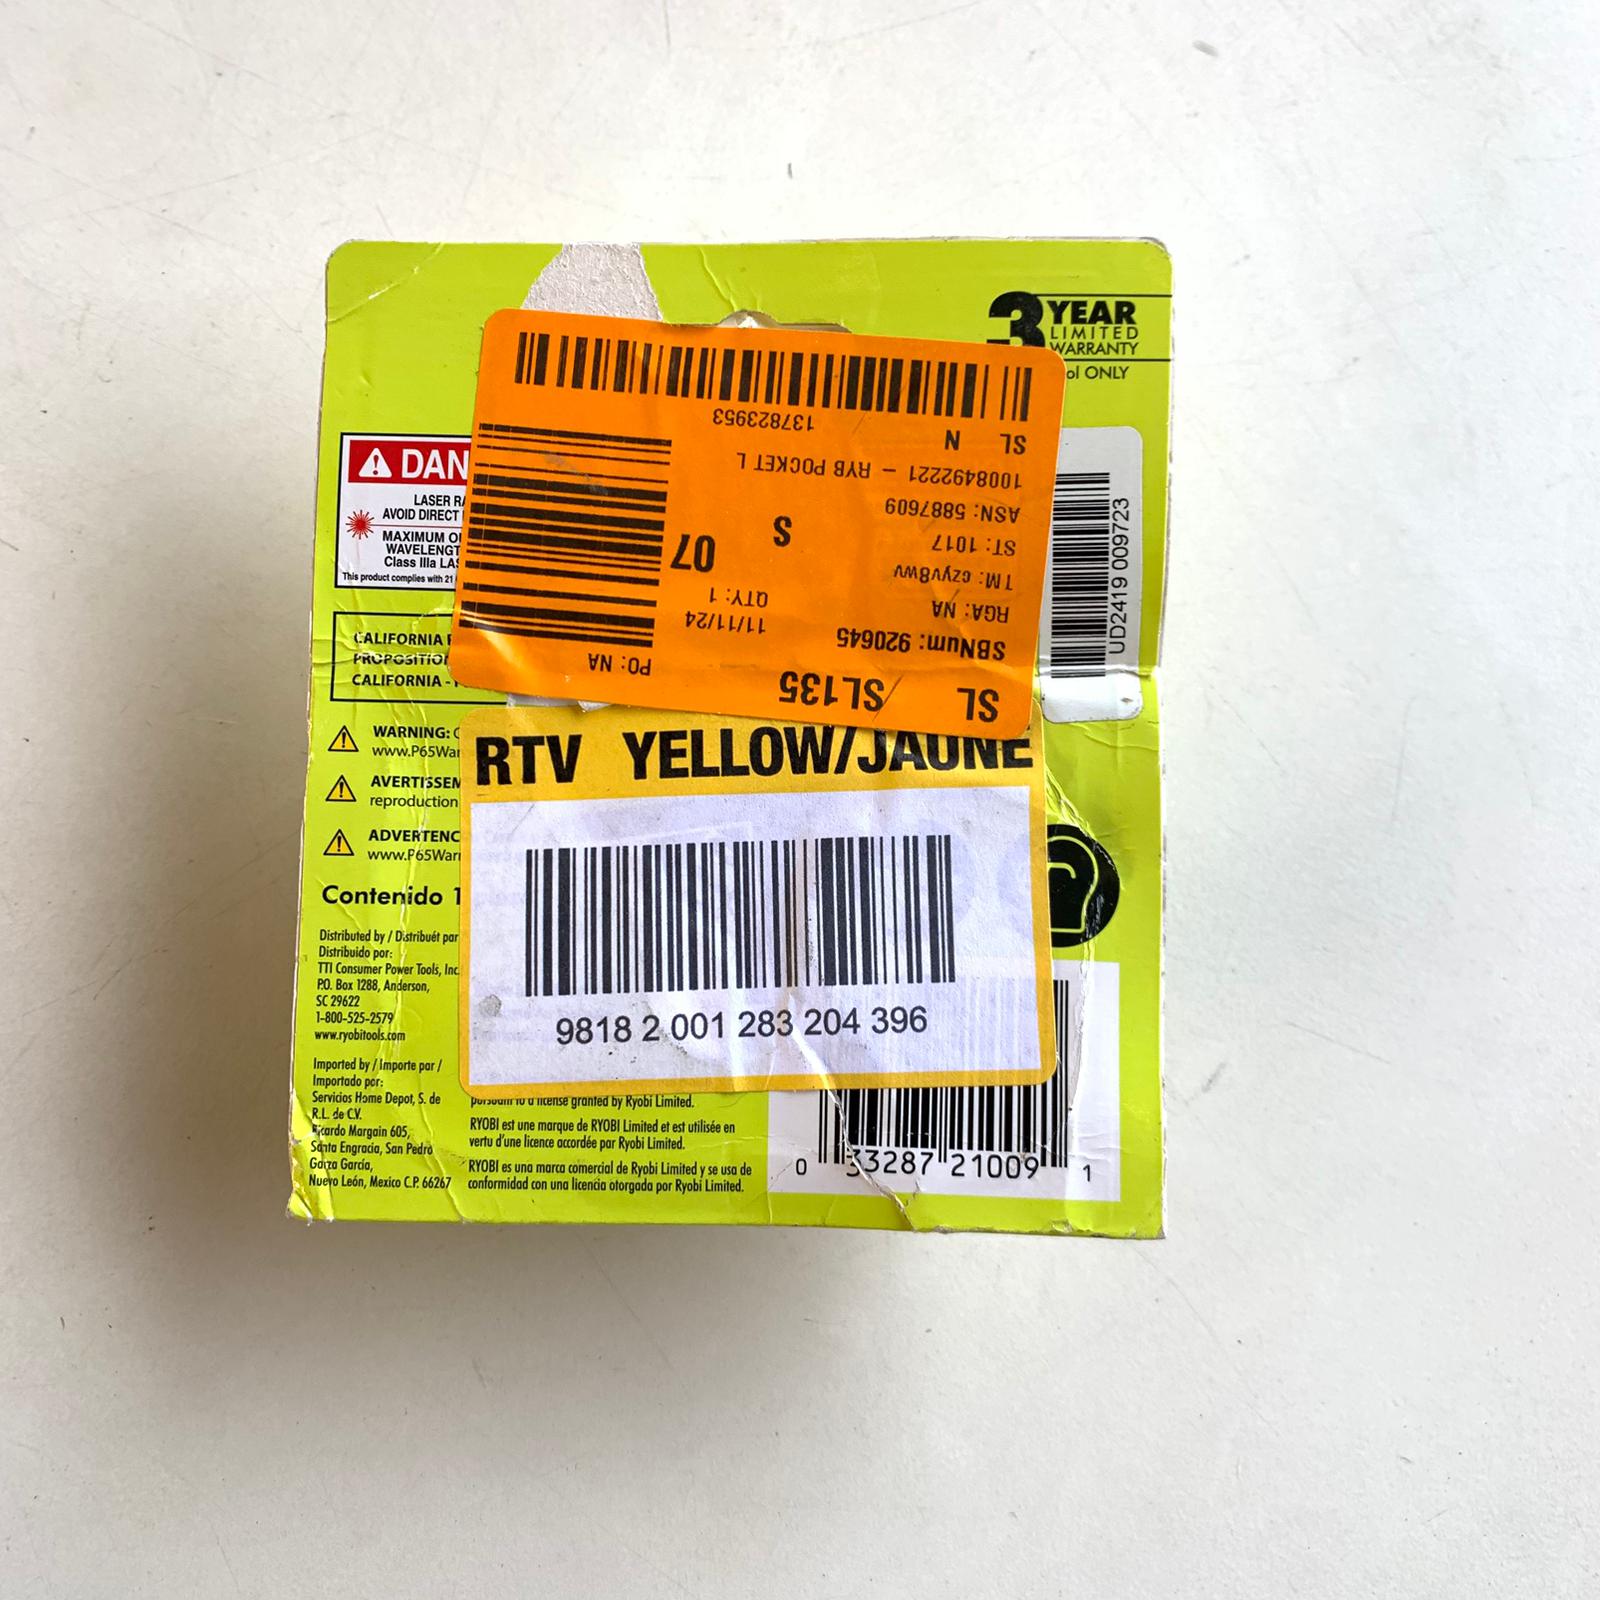 3 YEAR
LIMITED
WARRANTY
ol ONLY
137823953
SL N
1008492221 – RYB POCKET L
ASN: 5887609
S
ST: 1017
07
TM: czyv8wv
QTY: 1
RGA: NA
11/11/24
SBNum: 920645
PO: NA
SL SL135
UD2419 009723
DAN
LASER RA
AVOID DIRECT
MAXIMUM OU
WAVELENGT
Class IIIa LAS
This product complies with 21
CALIFORNIA
PROPOSITION
CALIFORNIA -
WARNING:
www.P65War
AVERTISSEM
reproduction
ADVERTENC
www.P65War
RTV YELLOW/JAUNE
9818 2 001 283 204 396
Contenido 1
Distributed by / Distribuét par
Distribuido por:
TTI Consumer Power Tools, Inc.
P.O. Box 1288, Anderson,
SC 29622
1-800-525-2579
www.ryobitools.com
Imported by / Importe par /
Importado por:
Servicios Home Depot, S. de
R.L. de C.V.
Ricardo Margain 605,
Santa Engracia, San Pedro
Garza García,
Nuevo León, Mexico C.P. 66267
pursuant to a license granted by Ryobi Limited.
RYOBI est une marque de RYOBI Limited et est utilisée en
vertu d'une licence accordée par Ryobi Limited.
RYOBI es una marca comercial de Ryobi Limited y se usa de
conformidad con una licencia otorgada por Ryobi Limited.
0 33287 21009 1